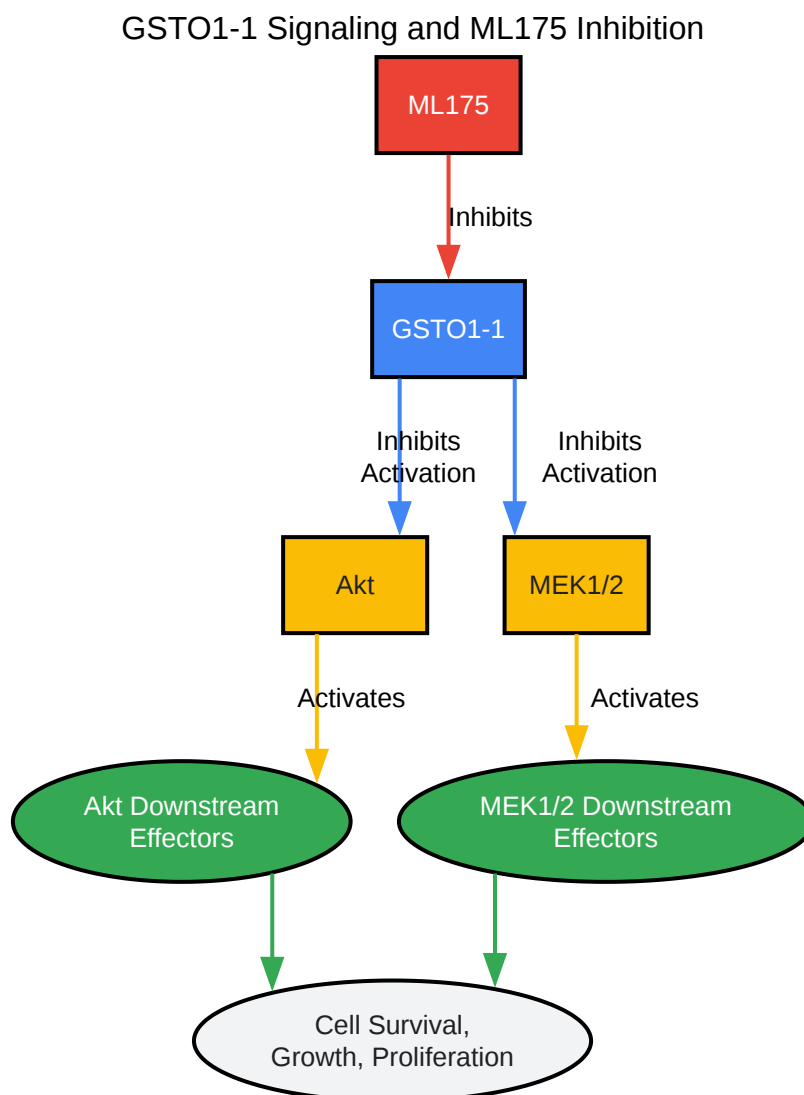 GSTO1-1 Signaling and ML175 Inhibition
ML175
Inhibits
GSTO1-1
Inhibits
Activation
Inhibits
Activation
Akt
MEK1/2
Activates
Activates
Akt Downstream
Effectors
MEK1/2 Downstream
Effectors
Cell Survival,
Growth, Proliferation